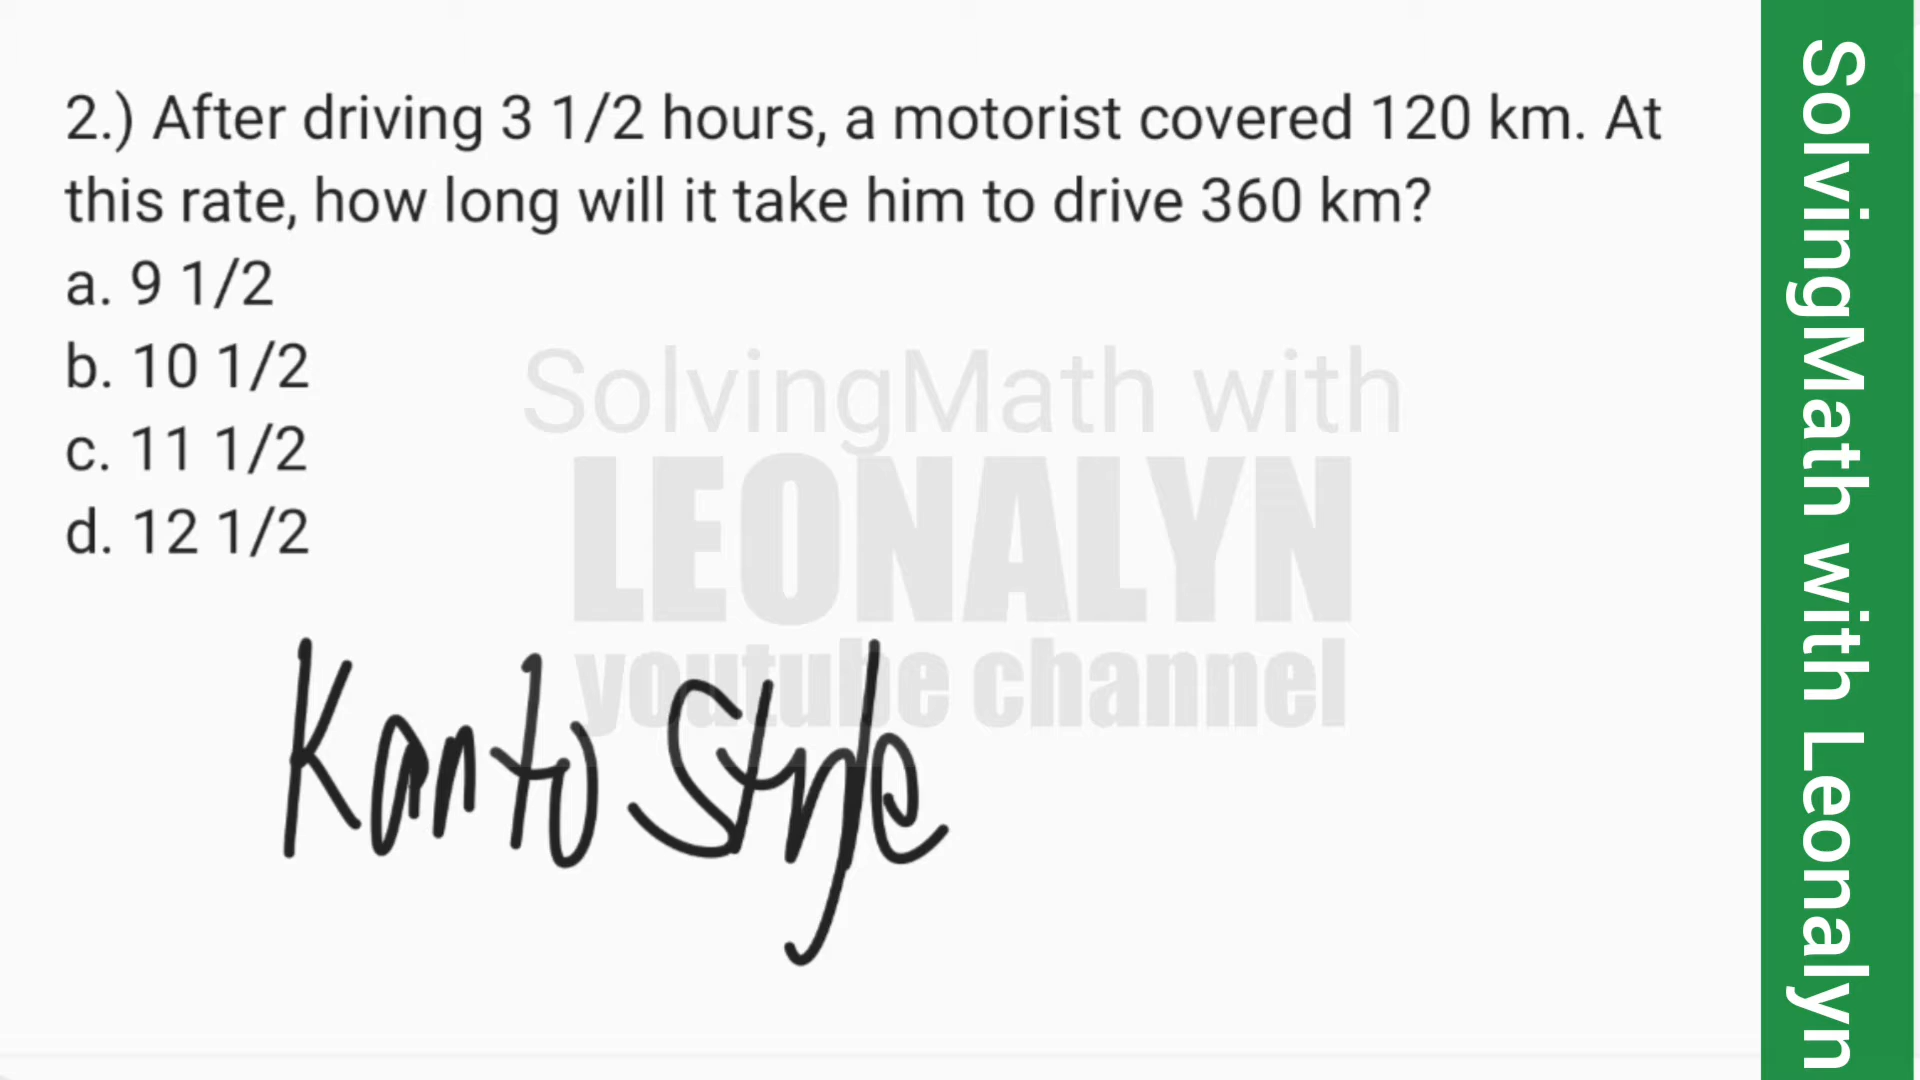 2.) After driving 3 1/2 hours, a motorist covered 120 km. At
this rate, how long will it take him to drive 360 km?
a. 9 1/2
b. 10 1/2
c. 11 1/2
d. 12 1/2
SolvingMath with
LEONALYN
youtube channel
Kanto Style
SolvingMath with Leonalyn